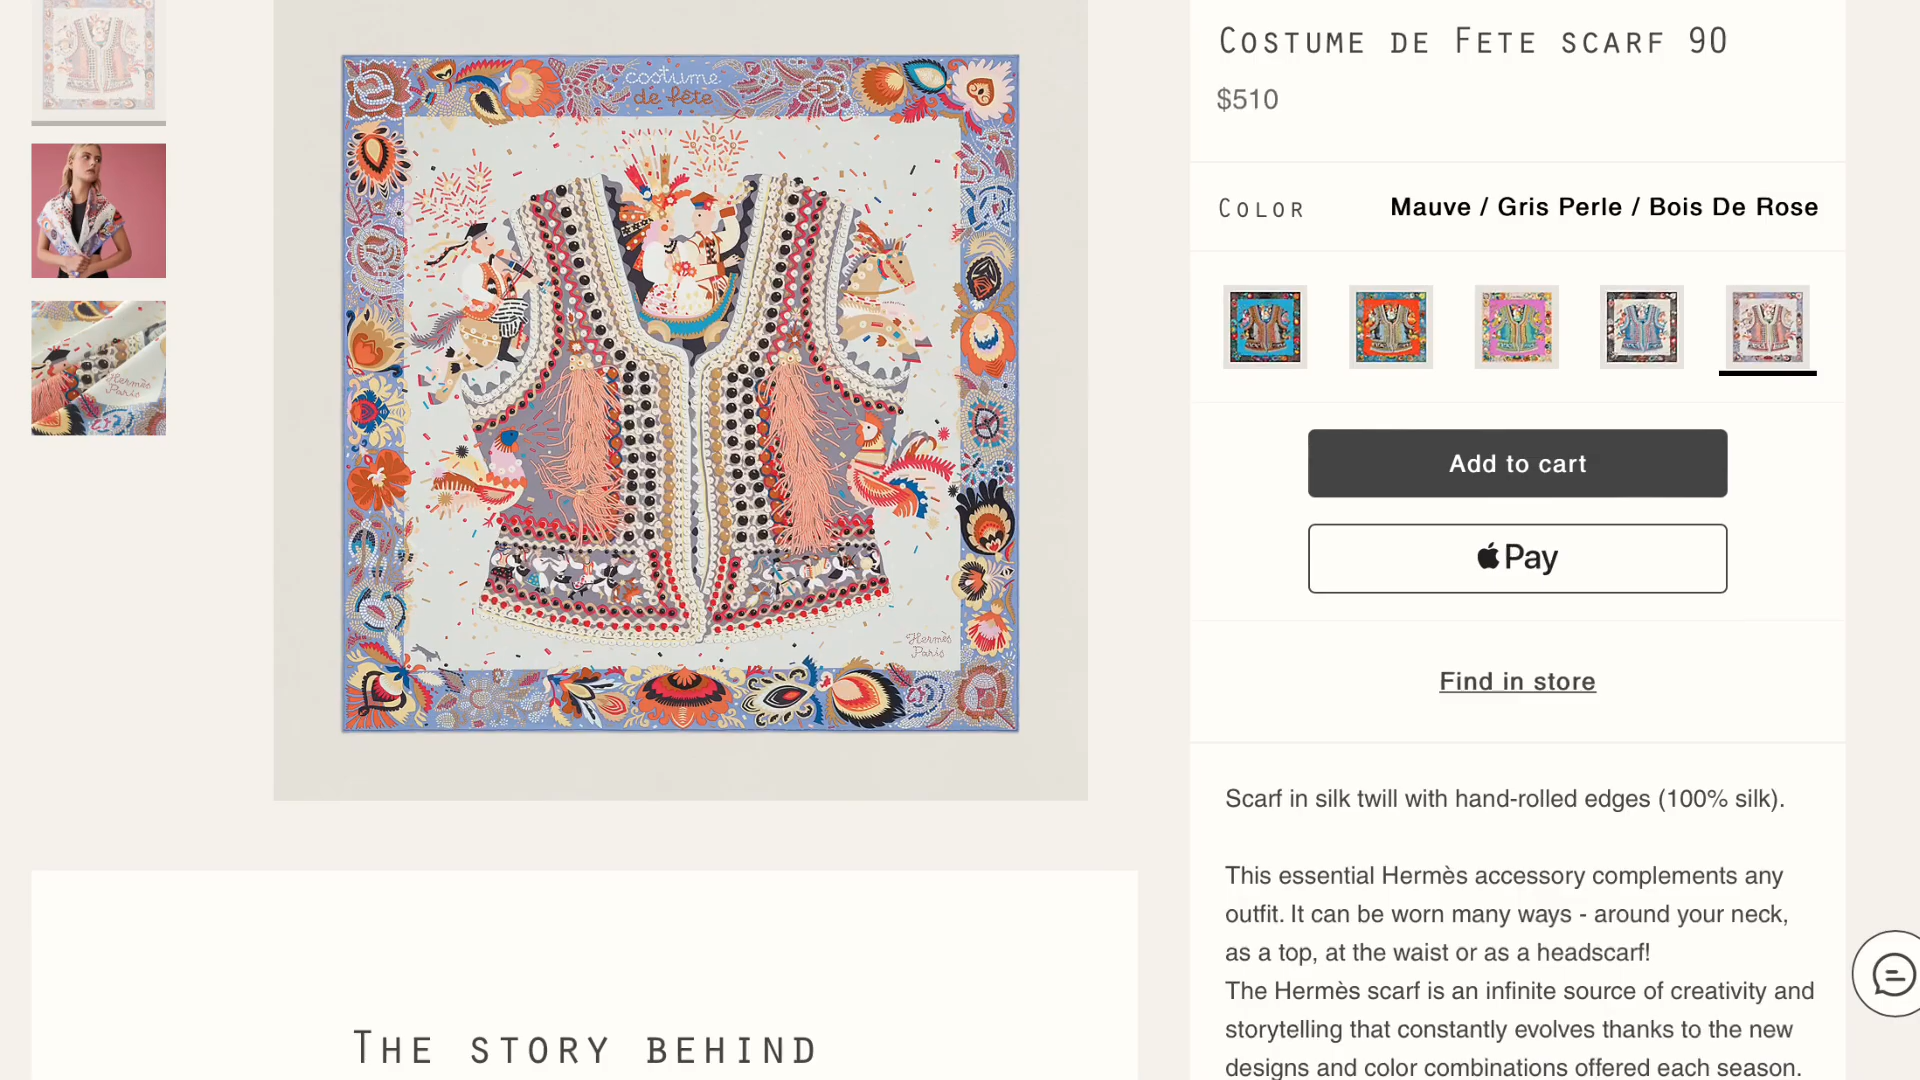 costume
de fête
Hermès
Paris
Hermès
Paris
Costume de Fete scarf 90
$510
Color
Mauve / Gris Perle / Bois De Rose
Add to cart
Pay
Find in store
Scarf in silk twill with hand-rolled edges (100% silk).
This essential Hermès accessory complements any
outfit. It can be worn many ways - around your neck,
as a top, at the waist or as a headscarf!
The Hermès scarf is an infinite source of creativity and
storytelling that constantly evolves thanks to the new
designs and color combinations offered each season.
The story behind